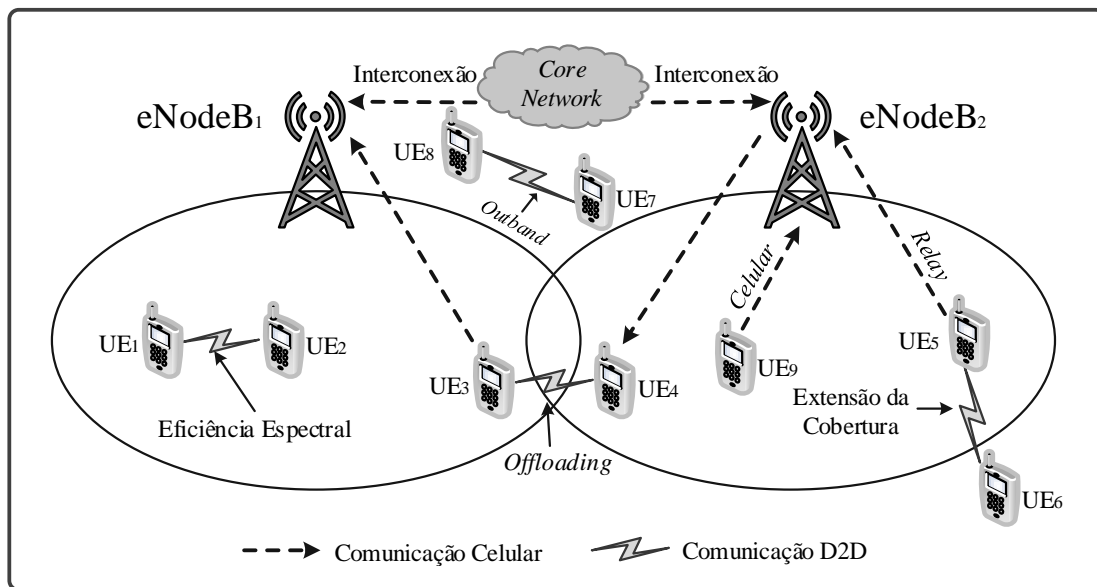 Interconexão
Core
Network
Interconexão
eNodeB1
eNodeB2
UE8
UE7
Outband
Celular
Relay
UE1
UE2
UE3
UE4
UE9
UE5
Eficiência Espectral
Offloading
Extensão da
Cobertura
UE6
Comunicação Celular
Comunicação D2D